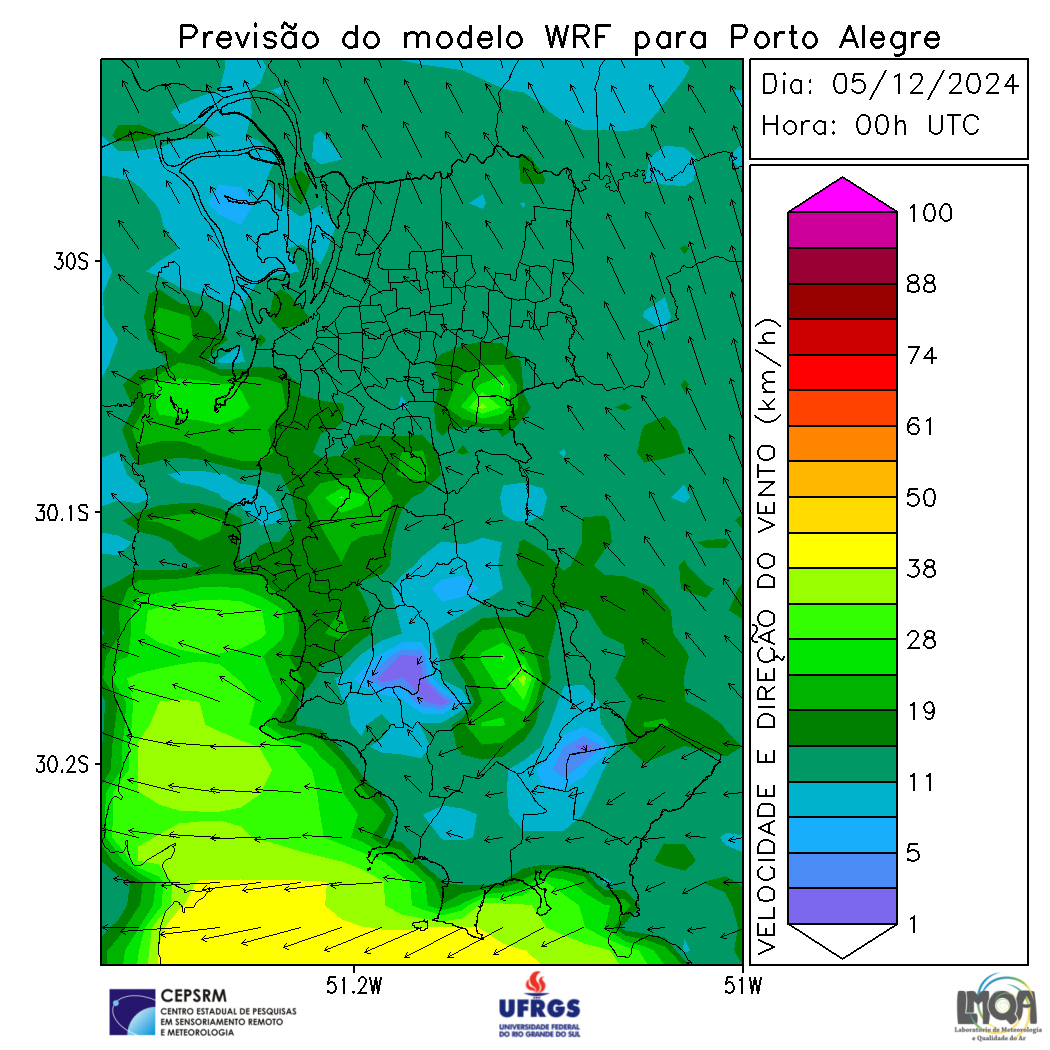 Previsão do modelo WRF para Porto Alegre
Dia: 05/12/2024
Hora: 00h UTC
30S
30.1S
30.2S
51.2W
51W
VELOCIDADE E DIREÇÃO DO VENTO (km/h)
100
88
74
61
50
38
28
19
11
5
1
CEPSRM
CENTRO ESTADUAL DE PESQUISAS
EM SENSORIAMENTO REMOTO
E METEOROLOGIA
UFRGS
UNIVERSIDADE FEDERAL
DO RIO GRANDE DO SUL
LMQA
Laboratório de Meteorologia
e Qualidade do Ar